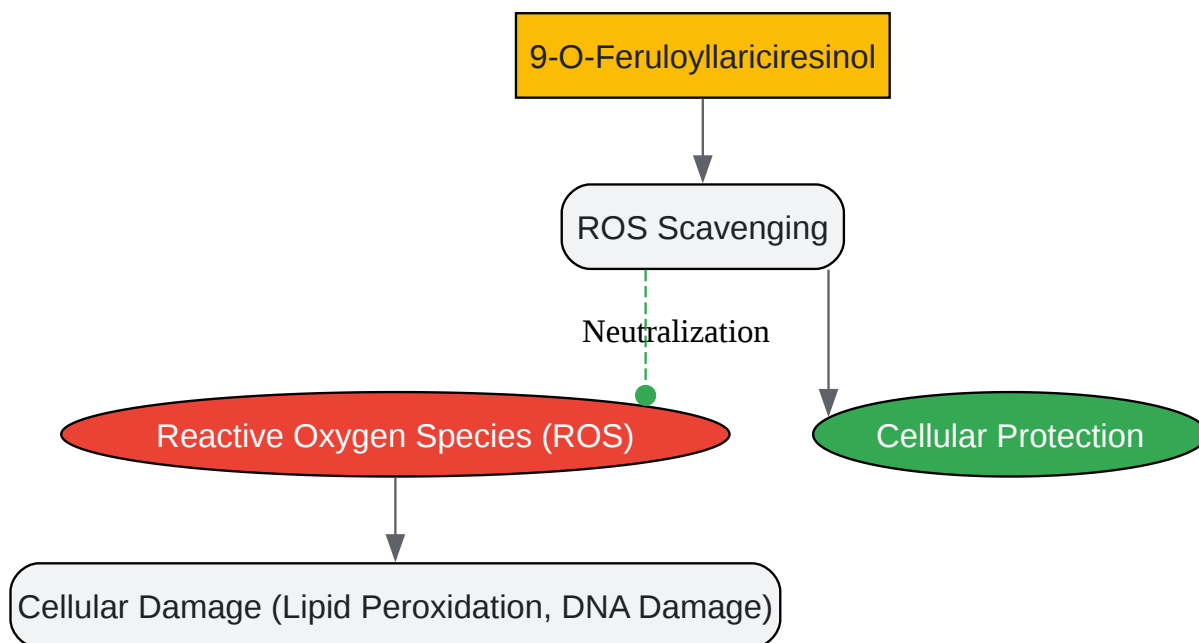 9-O-Feruloyllariciresinol
ROS Scavenging
Neutralization
Reactive Oxygen Species (ROS)
Cellular Protection
Cellular Damage (Lipid Peroxidation, DNA Damage)